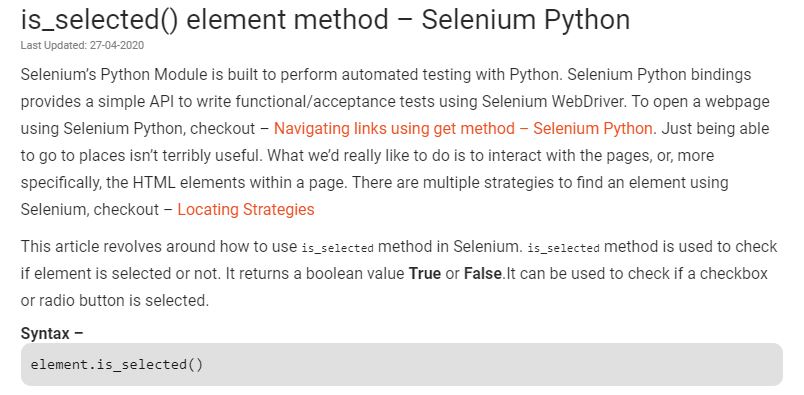 is_selected() element method – Selenium Python
Last Updated: 27-04-2020
Selenium’s Python Module is built to perform automated testing with Python. Selenium Python bindings
provides a simple API to write functional/acceptance tests using Selenium WebDriver. To open a webpage
using Selenium Python, checkout – Navigating links using get method – Selenium Python. Just being able
to go to places isn’t terribly useful. What we’d really like to do is to interact with the pages, or, more
specifically, the HTML elements within a page. There are multiple strategies to find an element using
Selenium, checkout – Locating Strategies
This article revolves around how to use is_selected method in Selenium. is_selected method is used to check
if element is selected or not. It returns a boolean value True or False.It can be used to check if a checkbox
or radio button is selected.
Syntax –
element.is_selected()